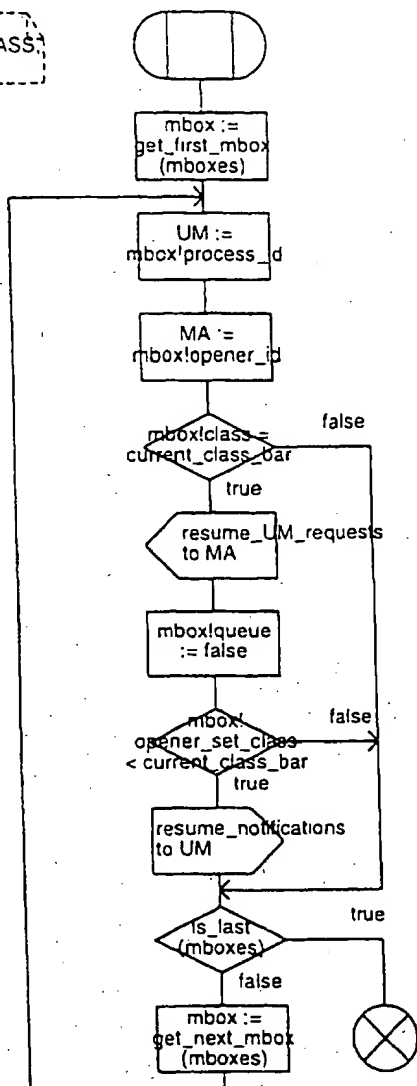 ASS,
mbox :=
get_first_mbox
(mboxes)
UM :=
mbox!process_id
MA :=
mbox!opener_id
mbox!class =
current_class_bar
false
true
resume_UM_requests
to MA
mbox!queue
:= false
mbox!
opener_set_class
< current_class_bar
false
true
resume_notifications
to UM
is_last
(mboxes)
true
false
mbox :=
get_next_mbox
(mboxes)